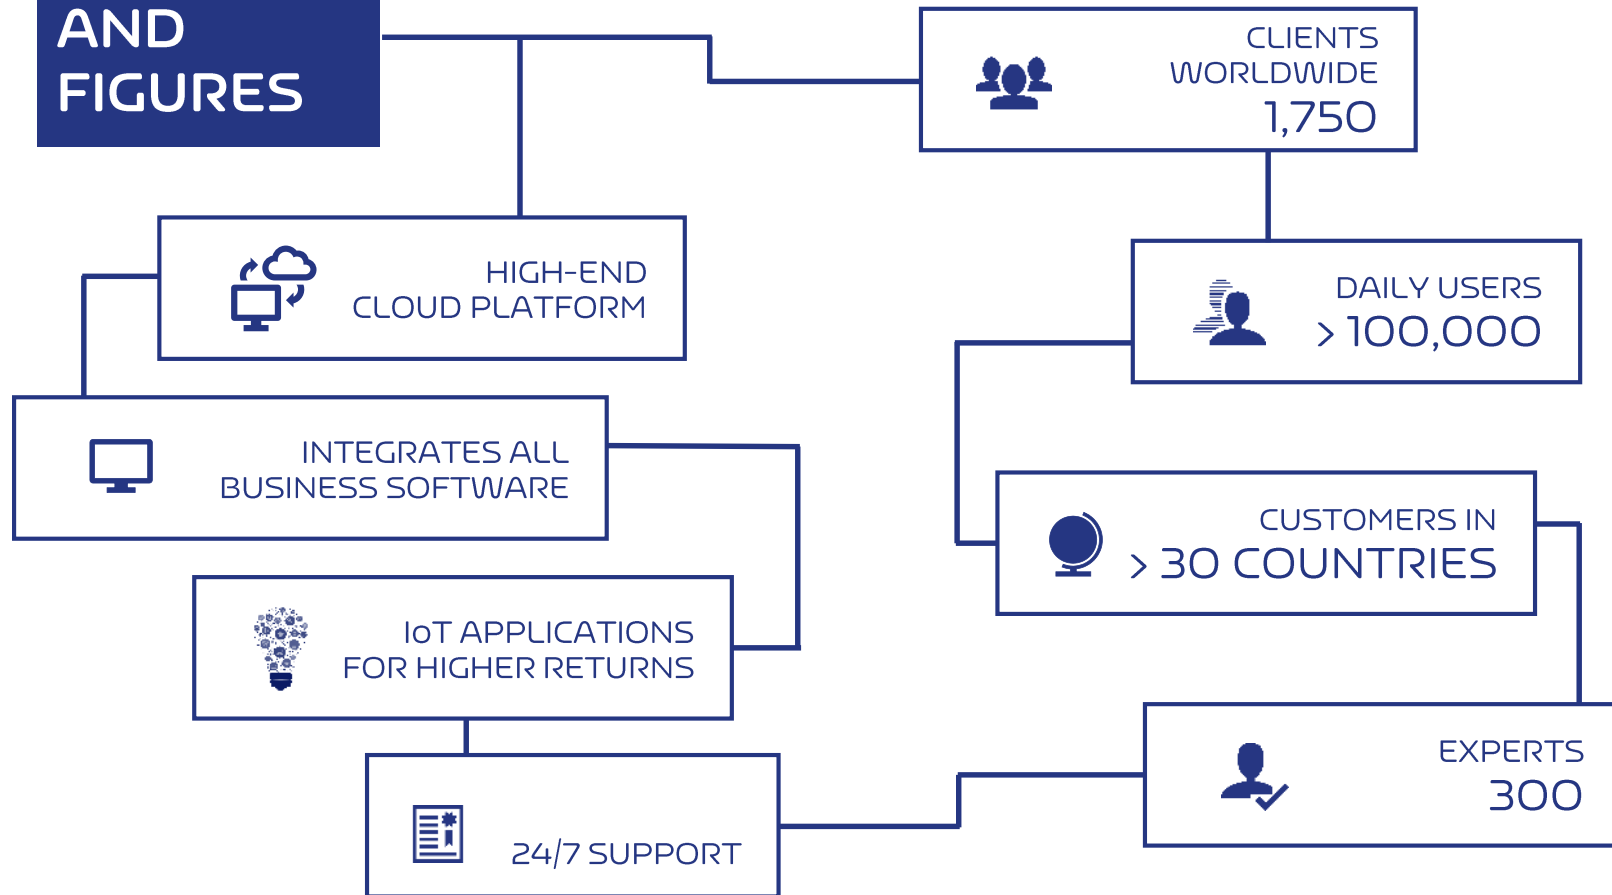 AND
FIGURES
CLIENTS
WORLDWIDE
1,750
HIGH-END
CLOUD PLATFORM
DAILY USERS
> 100,000
INTEGRATES ALL
BUSINESS SOFTWARE
CUSTOMERS IN
> 30 COUNTRIES
IoT APPLICATIONS
FOR HIGHER RETURNS
EXPERTS
300
24/7 SUPPORT